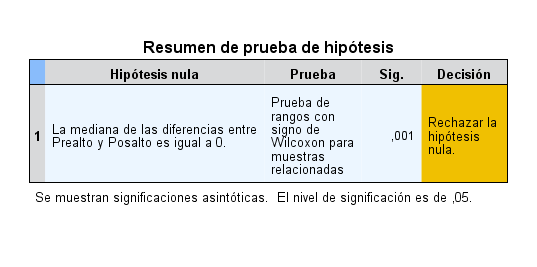 Resumen de prueba de hipótesis
Hipótesis nula Prueba Sig. Decisión
1
La mediana de las diferencias entre
Prealto y Posalto es igual a 0.
Prueba de
rangos con
signo de
Wilcoxon para
muestras
relacionadas
,001
Rechazar la
hipótesis
nula.
Se muestran significaciones asintóticas. El nivel de significación es de ,05.